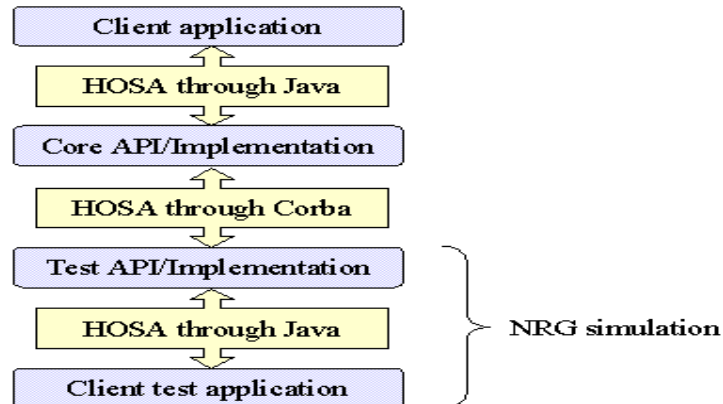 Client application
HOSA through Java
Core API/Implementation
HOSA through Corba
Test API/Implementation
HOSA through Java
NRG simulation
Client test application